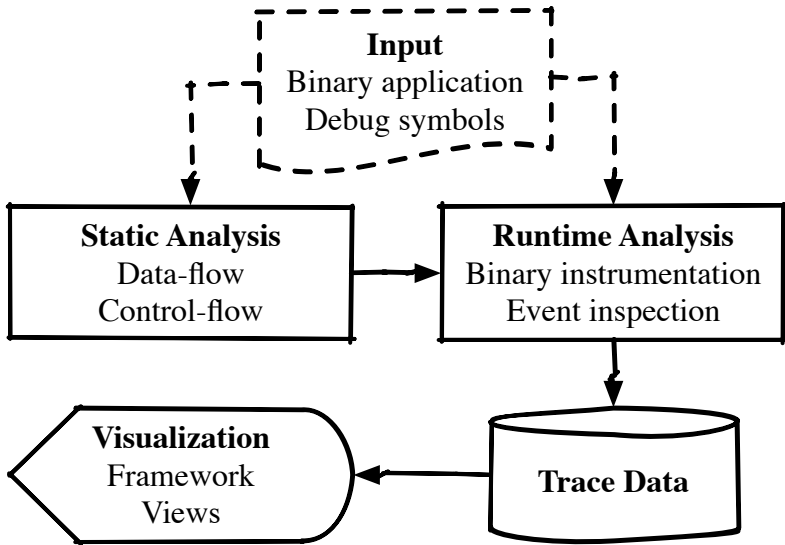 Input
Binary application
Debug symbols
Static Analysis
Data-flow
Control-flow
Runtime Analysis
Binary instrumentation
Event inspection
Visualization
Framework
Views
Trace Data